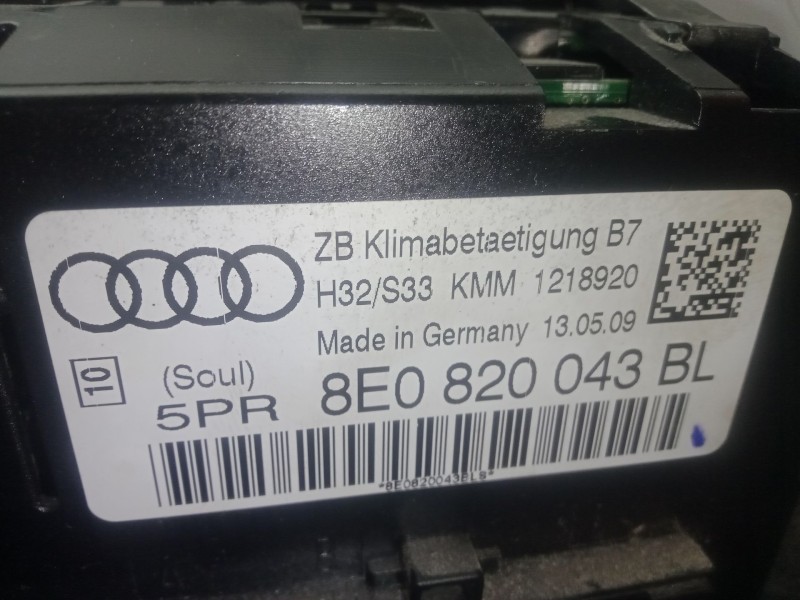 ZB Klimabetaetigung B7
H32/S33 KMM 1218920
Made in Germany 13.05.09
10
(Soul)
5PR 8E0 820 043 BL
*8E0820043BLS*